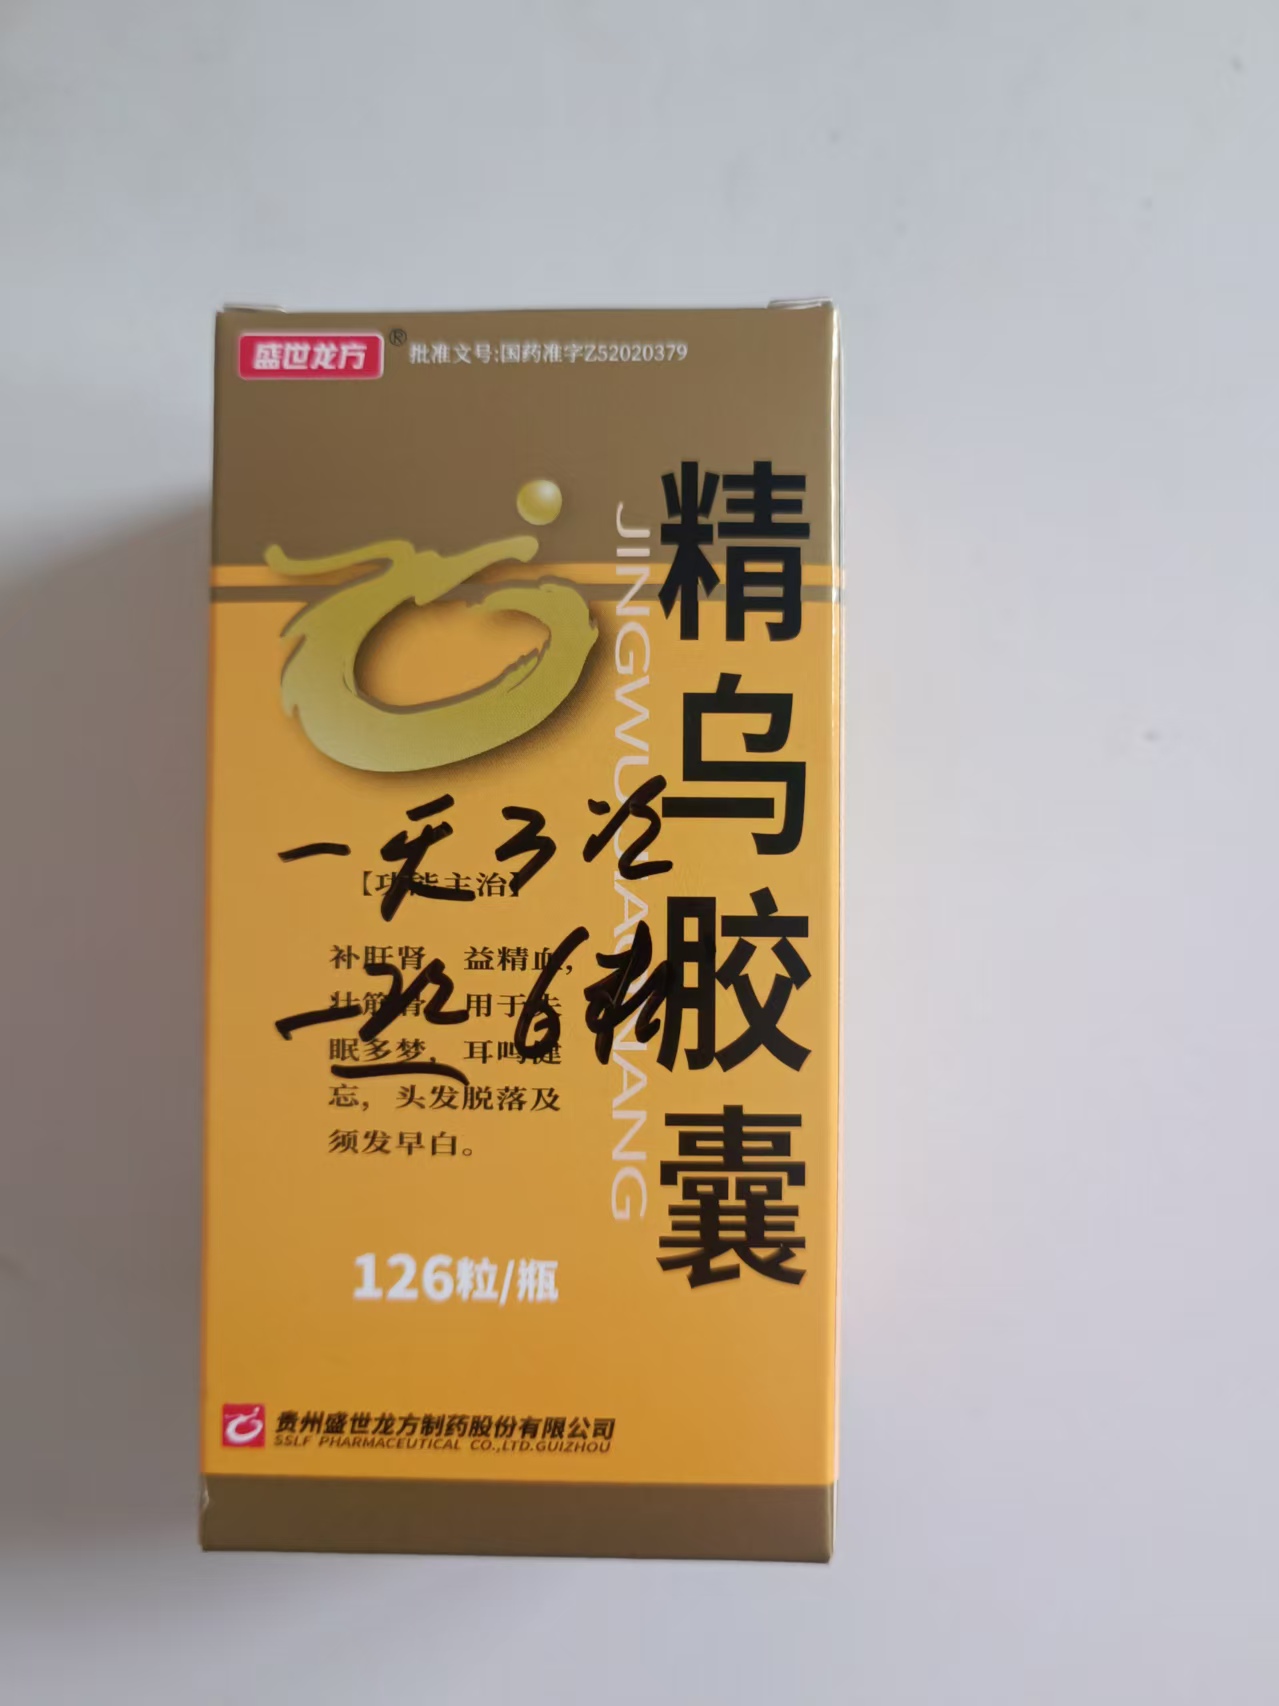 盛世龙方® 批准文号:国药准字Z52020379
精乌胶囊
JINGWU JIAONANG
一天3次
一次6粒
【功能主治】
补肝肾，益精血，
壮筋骨。用于失
眠多梦，耳鸣健
忘，头发脱落及
须发早白。
126粒/瓶
贵州盛世龙方制药股份有限公司
SSLF PHARMACEUTICAL CO.,LTD.GUIZHOU